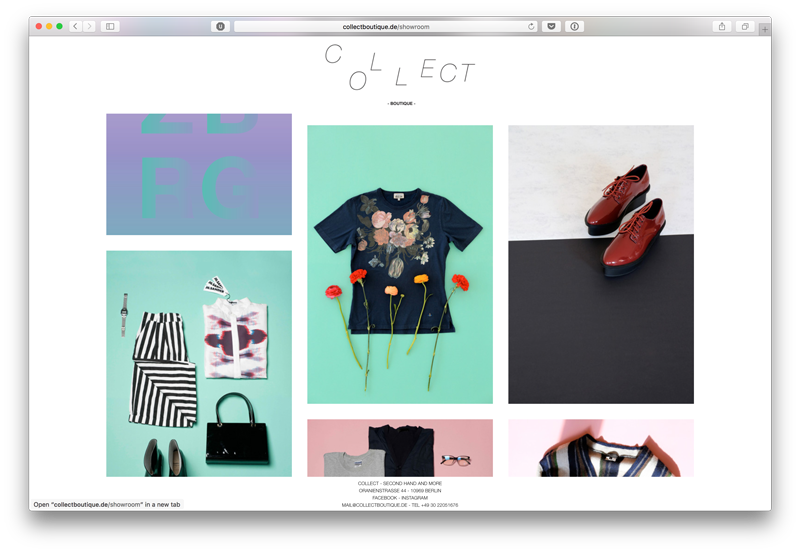 collectboutique.de/showroom
COLLECT
- BOUTIQUE -
COLLECT - SECOND HAND AND MORE
ORANIENSTRASSE 44 - 10969 BERLIN
FACEBOOK - INSTAGRAM
MAIL@COLLECTBOUTIQUE.DE - TEL +49 30 22051676
Open "collectboutique.de/showroom" in a new tab